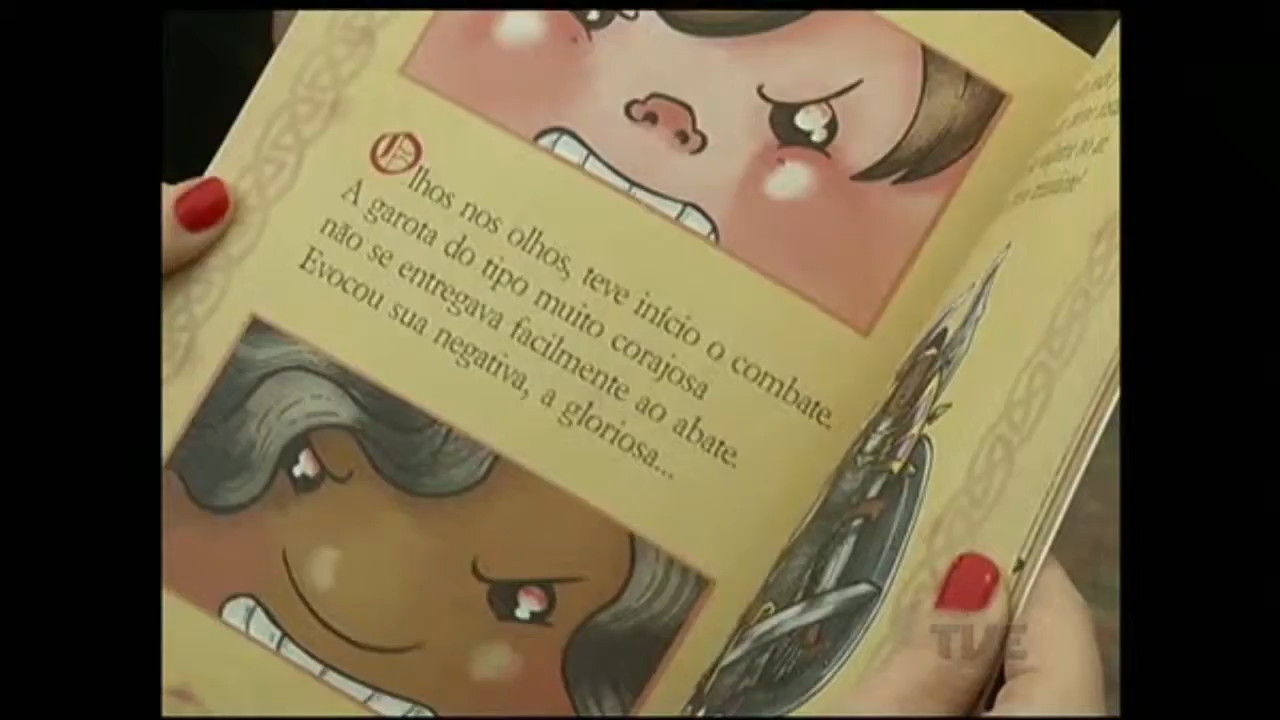 Olhos nos olhos, teve início o combate.
A garota do tipo muito corajosa
não se entregava facilmente ao abate.
Evocou sua negativa, a gloriosa...
TVE